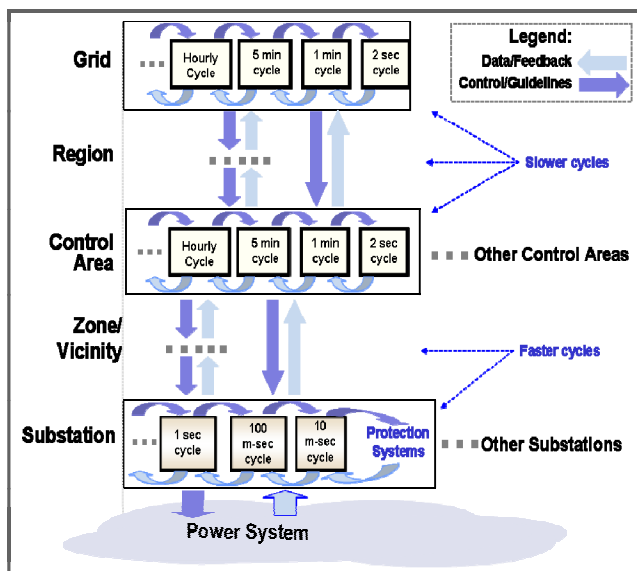 Legend:
Data/Feedback
Control/Guidelines
Grid
Hourly
Cycle
5 min
cycle
1 min
cycle
2 sec
cycle
Region
Slower cycles
Control
Area
Hourly
Cycle
5 min
cycle
1 min
cycle
2 sec
cycle
Other Control Areas
Zone/
Vicinity
Faster cycles
Substation
1 sec
cycle
100
m-sec
cycle
10
m-sec
cycle
Protection
Systems
Other Substations
Power System